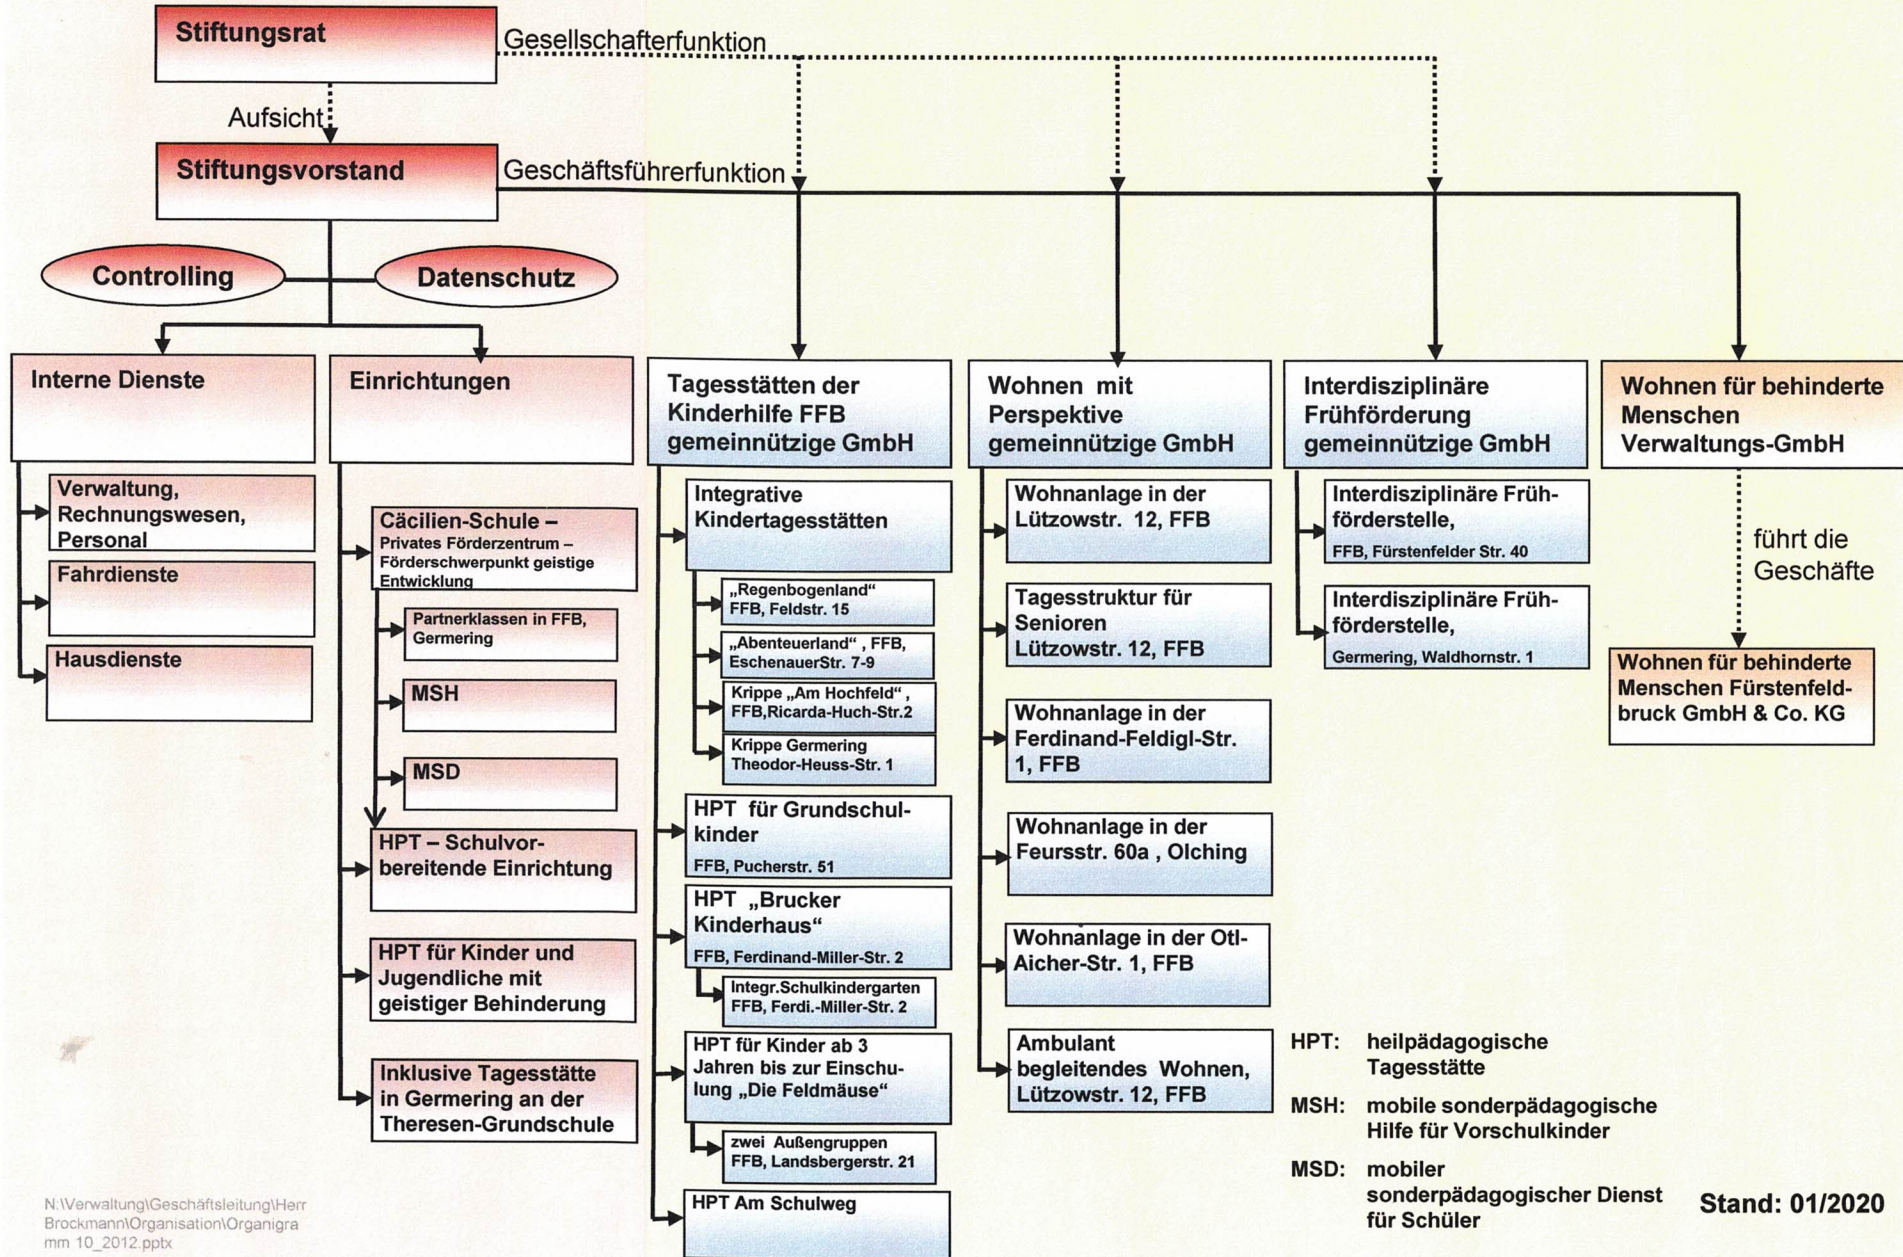 Stiftungsrat
Gesellschafterfunktion
Aufsicht
Stiftungsvorstand
Geschäftsführerfunktion
Controlling
Datenschutz
Interne Dienste
Verwaltung,
Rechnungswesen,
Personal
Fahrdienste
Hausdienste
Einrichtungen
Cäcilien-Schule –
Privates Förderzentrum –
Förderschwerpunkt geistige
Entwicklung
Partnerklassen in FFB,
Germering
MSH
MSD
HPT – Schulvor-
bereitende Einrichtung
HPT für Kinder und
Jugendliche mit
geistiger Behinderung
Inklusive Tagesstätte
in Germering an der
Theresen-Grundschule
Tagesstätten der
Kinderhilfe FFB
gemeinnützige GmbH
Integrative
Kindertagesstätten
„Regenbogenland“
FFB, Feldstr. 15
„Abenteuerland“ , FFB,
EschenauerStr. 7-9
Krippe „Am Hochfeld“ ,
FFB,Ricarda-Huch-Str.2
Krippe Germering
Theodor-Heuss-Str. 1
HPT für Grundschul-
kinder
FFB, Pucherstr. 51
HPT „Brucker
Kinderhaus“
FFB, Ferdinand-Miller-Str. 2
Integr.Schulkindergarten
FFB, Ferdi.-Miller-Str. 2
HPT für Kinder ab 3
Jahren bis zur Einschu-
lung „Die Feldmäuse“
zwei Außengruppen
FFB, Landsbergerstr. 21
HPT Am Schulweg
Wohnen mit
Perspektive
gemeinnützige GmbH
Wohnanlage in der
Lützowstr. 12, FFB
Tagesstruktur für
Senioren
Lützowstr. 12, FFB
Wohnanlage in der
Ferdinand-Feldigl-Str.
1, FFB
Wohnanlage in der
Feursstr. 60a , Olching
Wohnanlage in der Otl-
Aicher-Str. 1, FFB
Ambulant
begleitendes Wohnen,
Lützowstr. 12, FFB
Interdisziplinäre
Frühförderung
gemeinnützige GmbH
Interdisziplinäre Früh-
förderstelle,
FFB, Fürstenfelder Str. 40
Interdisziplinäre Früh-
förderstelle,
Germering, Waldhornstr. 1
Wohnen für behinderte
Menschen
Verwaltungs-GmbH
führt die
Geschäfte
Wohnen für behinderte
Menschen Fürstenfeld-
bruck GmbH & Co. KG
HPT: heilpädagogische
Tagesstätte
MSH: mobile sonderpädagogische
Hilfe für Vorschulkinder
MSD: mobiler
sonderpädagogischer Dienst
für Schüler
Stand: 01/2020
N:\Verwaltung\Geschäftsleitung\Herr
Brockmann\Organisation\Organigra
mm 10_2012.pptx